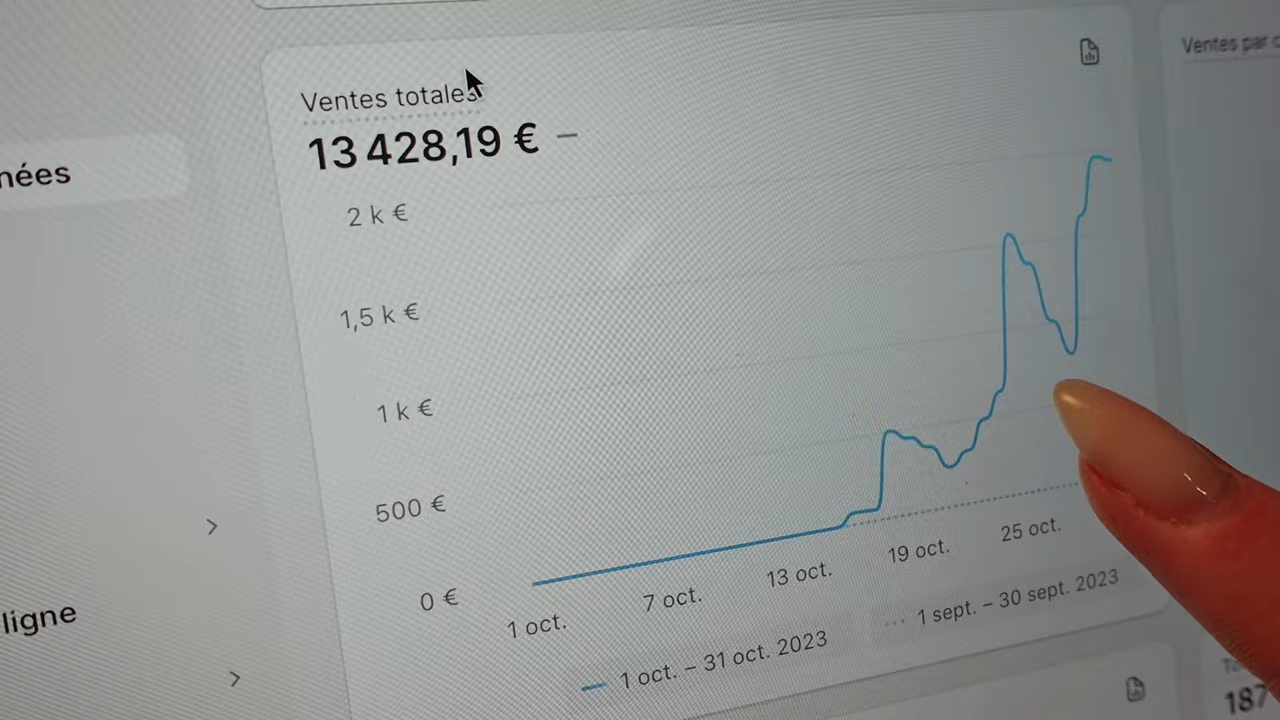 Ventes totales
13 428,19 € –
2 k €
1,5 k €
1 k €
500 €
0 €
1 oct.
7 oct.
13 oct.
19 oct.
25 oct.
1 oct. – 31 oct. 2023
1 sept. – 30 sept. 2023
nées
ligne
Ventes par
187